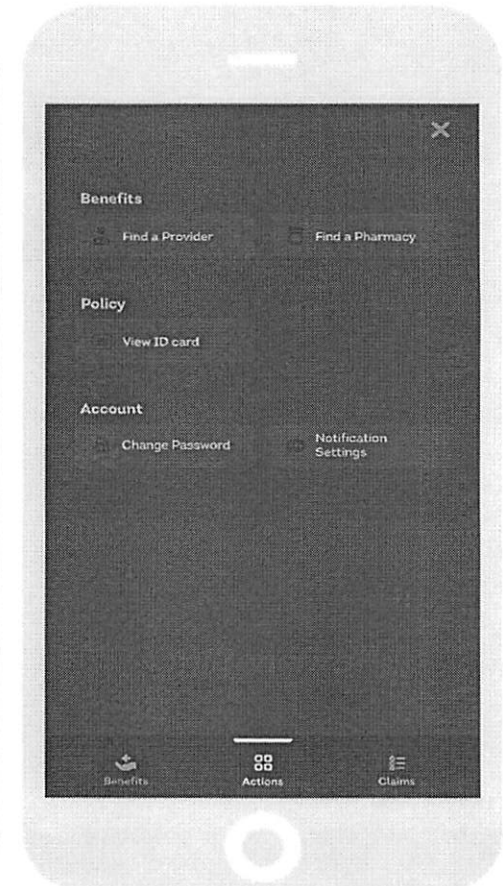 Benefits
Find a Provider
Find a Pharmacy
Policy
View ID card
Account
Change Password
Notification
Settings
Benefits
Actions
Claims